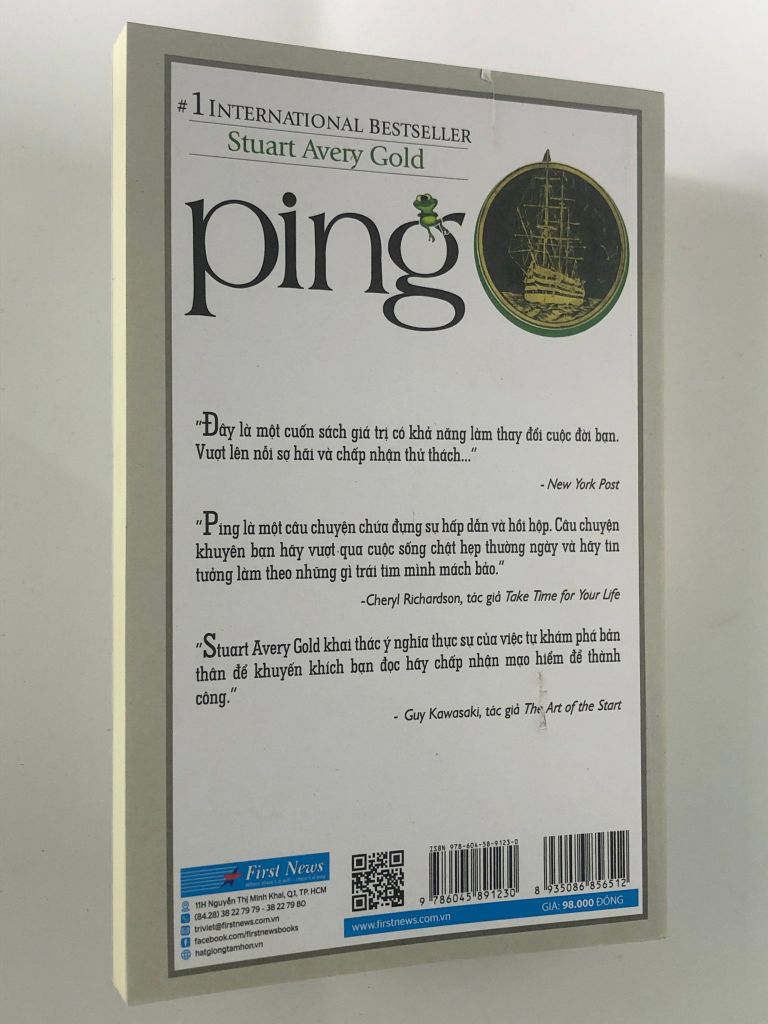 #1 INTERNATIONAL BESTSELLER
Stuart Avery Gold
ping
"Đây là một cuốn sách giá trị có khả năng làm thay đổi cuộc đời bạn.
Vượt lên nỗi sợ hãi và chấp nhận thử thách..."
- New York Post
"Ping là một câu chuyện chứa đựng sự hấp dẫn và hồi hộp. Câu chuyện
khuyên bạn hãy vượt qua cuộc sống chật hẹp thường ngày và hãy tin
tưởng làm theo những gì trái tim mình mách bảo."
-Cheryl Richardson, tác giả Take Time for Your Life
"Stuart Avery Gold khai thác ý nghĩa thực sự của việc tự khám phá bản
thân để khuyến khích bạn đọc hãy chấp nhận mạo hiểm để thành
công."
- Guy Kawasaki, tác giả The Art of the Start
First News
11H Nguyễn Thị Minh Khai, Q.1, TP. HCM
(84.28) 38 22 79 79 - 38 22 79 80
triviet@firstnews.com.vn
facebook.com/firstnewsbooks
hatgiongtamhon.vn
www.firstnews.com.vn
ISBN 978-604-58-9123-0
9 786045 891230
8 935086 856512
GIÁ: 98.000 ĐỒNG